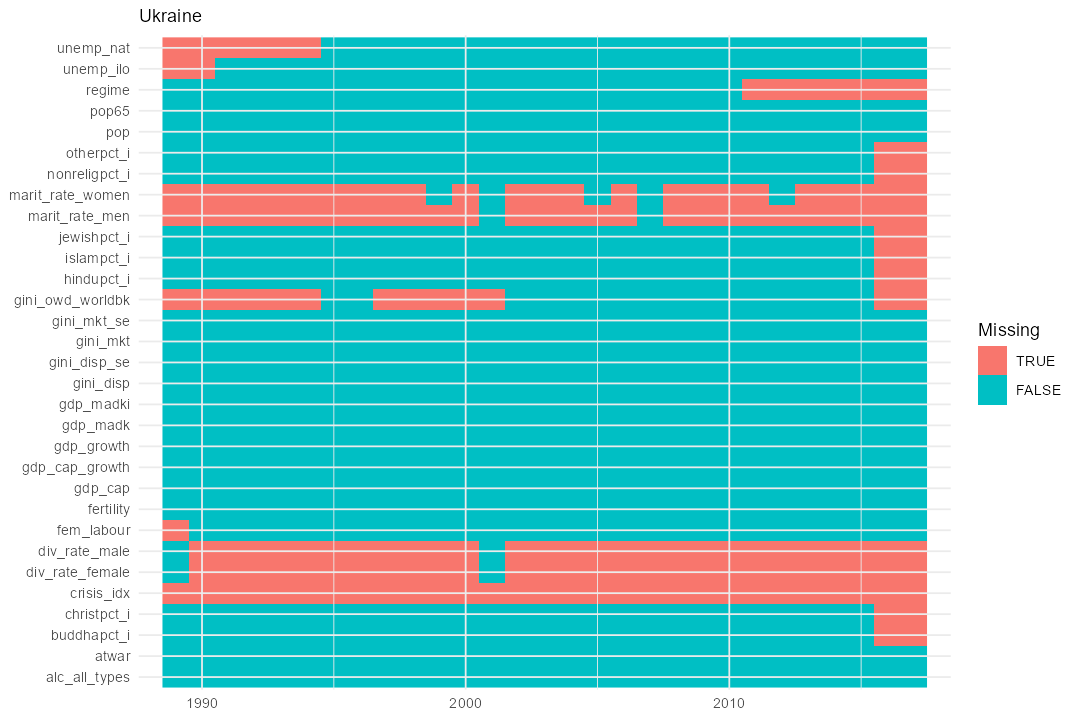 Ukraine
unemp_nat
unemp_ilo
regime
pop65
pop
otherpct_i
nonreligpct_i
marit_rate_women
marit_rate_men
jewishpct_i
islampct_i
hindupct_i
gini_owd_worldbk
gini_mkt_se
gini_mkt
gini_disp_se
gini_disp
gdp_madki
gdp_madk
gdp_growth
gdp_cap_growth
gdp_cap
fertility
fem_labour
div_rate_male
div_rate_female
crisis_idx
christpct_i
buddhapct_i
atwar
alc_all_types
1990 2000 2010
Missing
TRUE
FALSE